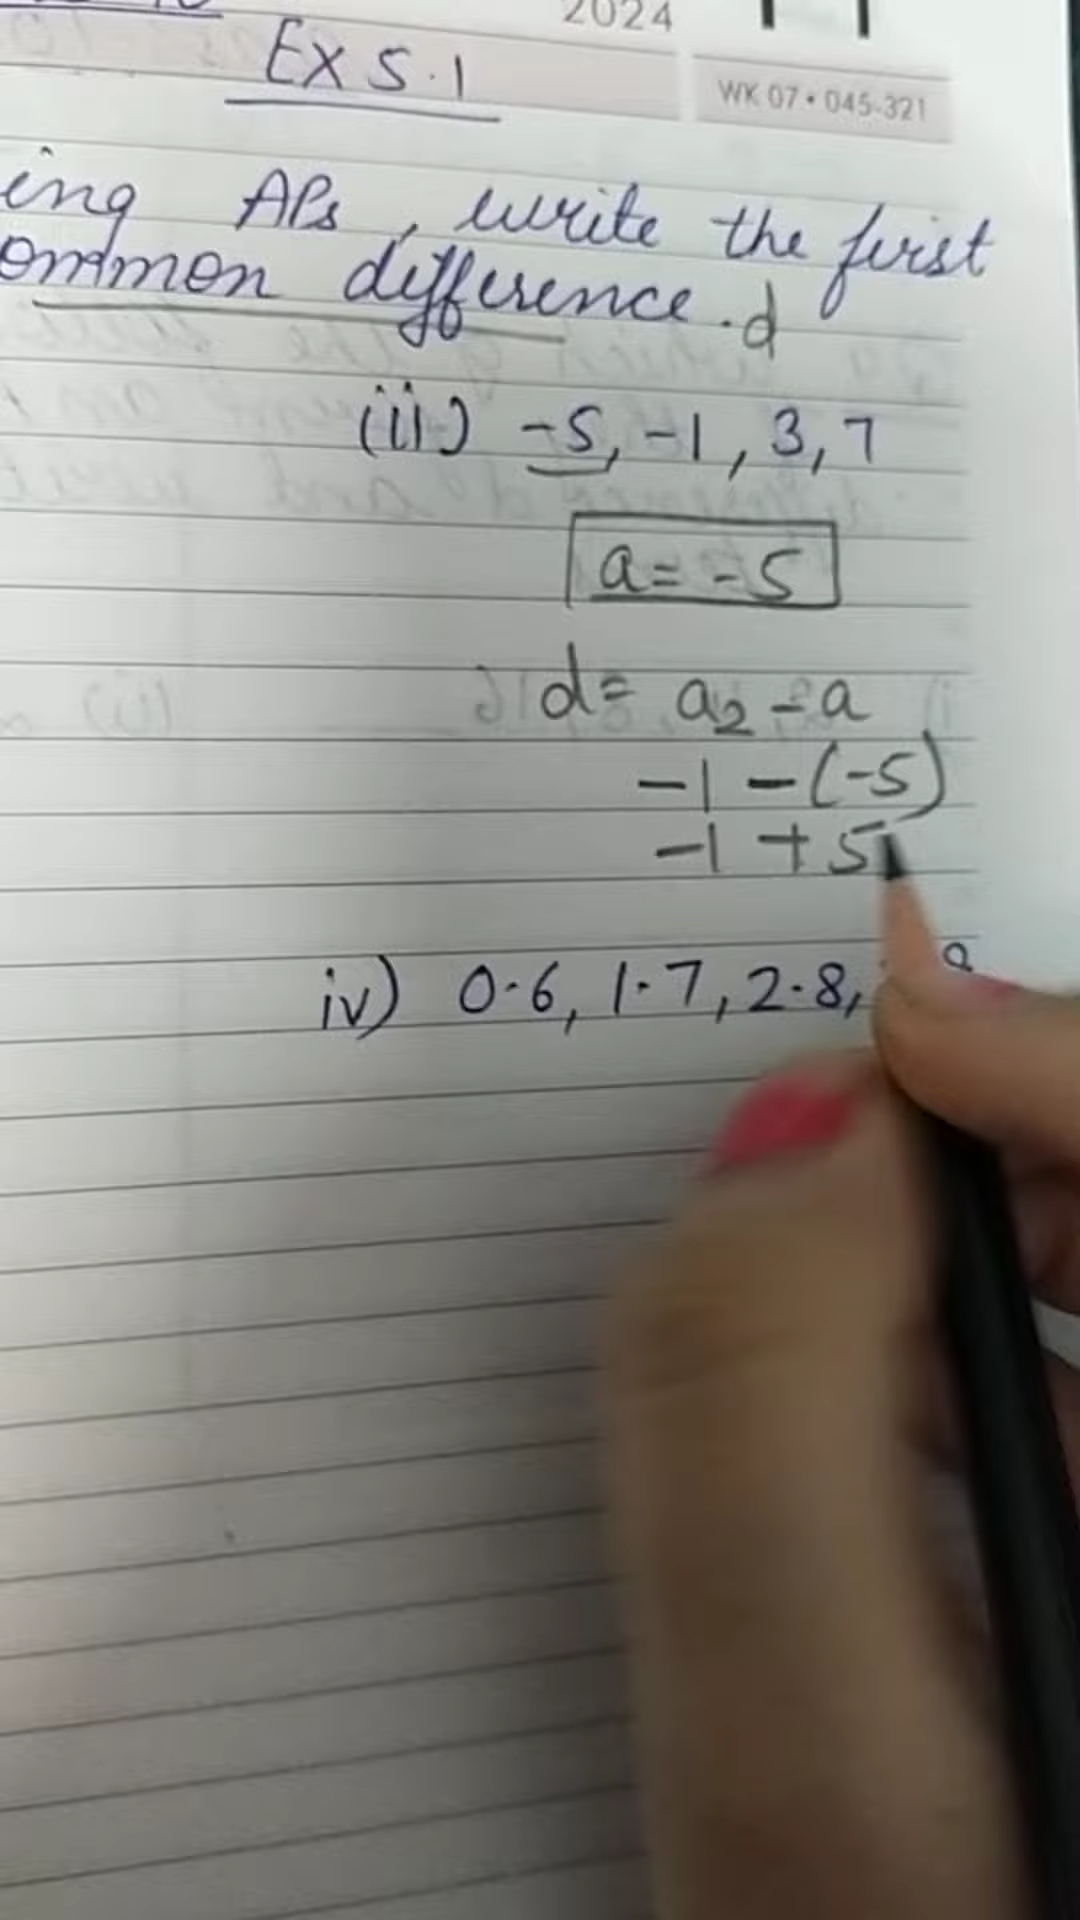 2024
Ex 5.1
WK 07 • 045-321
ing APs, write the first
ommon difference. d
(ii) -5, -1, 3, 7
a = -5
d = a₂ - a
-1 - (-5)
-1 + 5
iv) 0.6, 1.7, 2.8,